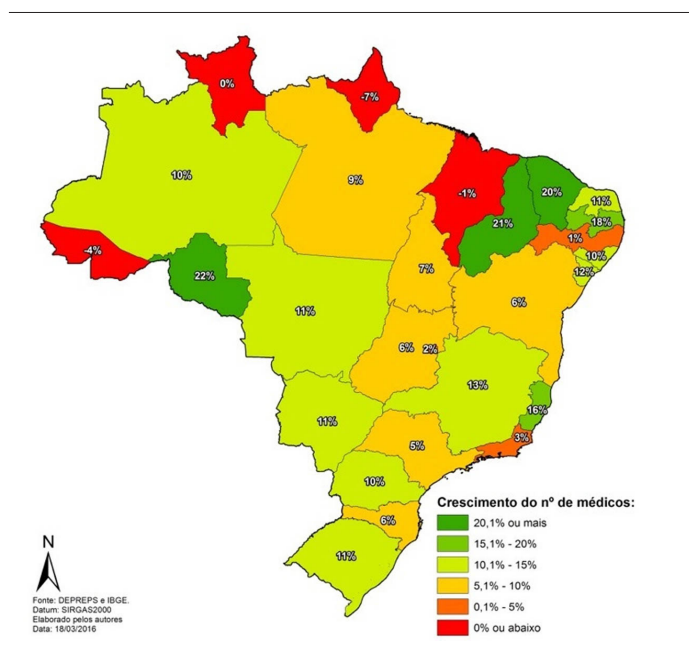 0%
-7%
10%
9%
-1%
20%
11%
18%
21%
1%
10%
12%
-4%
22%
7%
6%
11%
6% 2%
13%
16%
11%
5%
3%
10%
6%
11%
Crescimento do nº de médicos:
20,1% ou mais
15,1% - 20%
10,1% - 15%
5,1% - 10%
0,1% - 5%
0% ou abaixo
N
Fonte: DEPREPS e IBGE.
Datum: SIRGAS2000
Elaborado pelos autores
Data: 18/03/2016